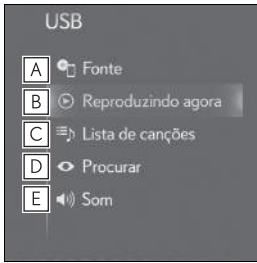 USB
A Fonte
B Reproduzindo agora
C Lista de canções
D Procurar
E Som